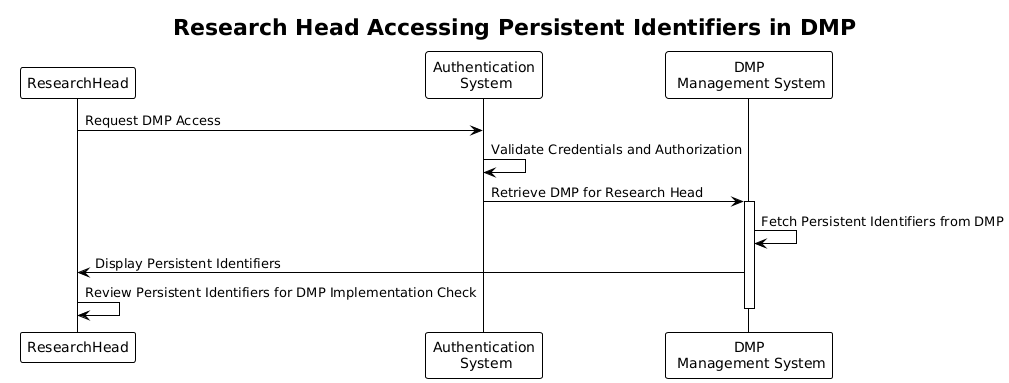 Research Head Accessing Persistent Identifiers in DMP
ResearchHead
Authentication
System
DMP
Management System
Request DMP Access
Validate Credentials and Authorization
Retrieve DMP for Research Head
Fetch Persistent Identifiers from DMP
Display Persistent Identifiers
Review Persistent Identifiers for DMP Implementation Check
ResearchHead
Authentication
System
DMP
Management System